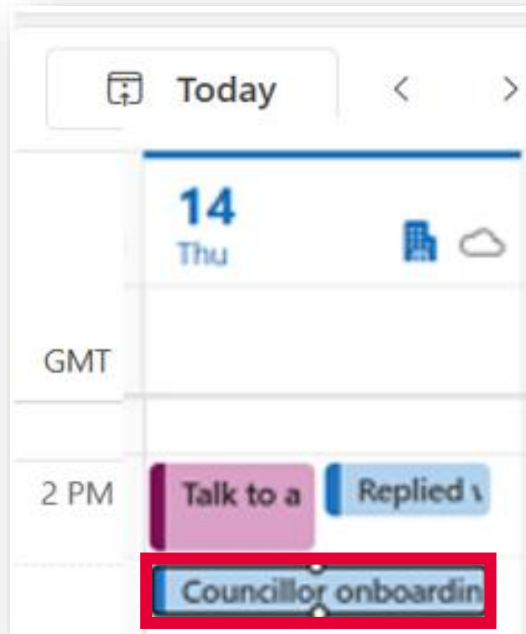 Today
14
Thu
GMT
2 PM
Talk to a
Replied
Councillor onboardin